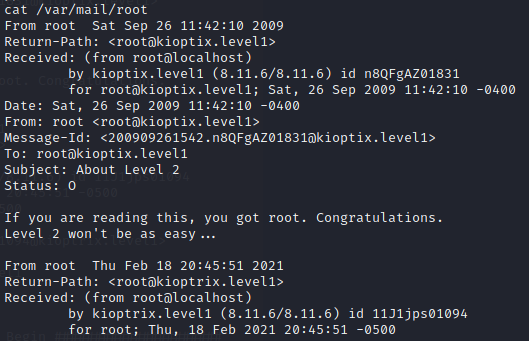 cat /var/mail/root
From root  Sat Sep 26 11:42:10 2009
Return-Path: <root@kioptix.level1>
Received: (from root@localhost)
        by kioptix.level1 (8.11.6/8.11.6) id n8QFgAZ01831
        for root@kioptix.level1; Sat, 26 Sep 2009 11:42:10 -0400
Date: Sat, 26 Sep 2009 11:42:10 -0400
From: root <root@kioptix.level1>
Message-Id: <200909261542.n8QFgAZ01831@kioptix.level1>
To: root@kioptix.level1
Subject: About Level 2
Status: O

If you are reading this, you got root. Congratulations.
Level 2 won't be as easy...

From root  Thu Feb 18 20:45:51 2021
Return-Path: <root@kioptrix.level1>
Received: (from root@localhost)
        by kioptrix.level1 (8.11.6/8.11.6) id 11J1jps01094
        for root; Thu, 18 Feb 2021 20:45:51 -0500